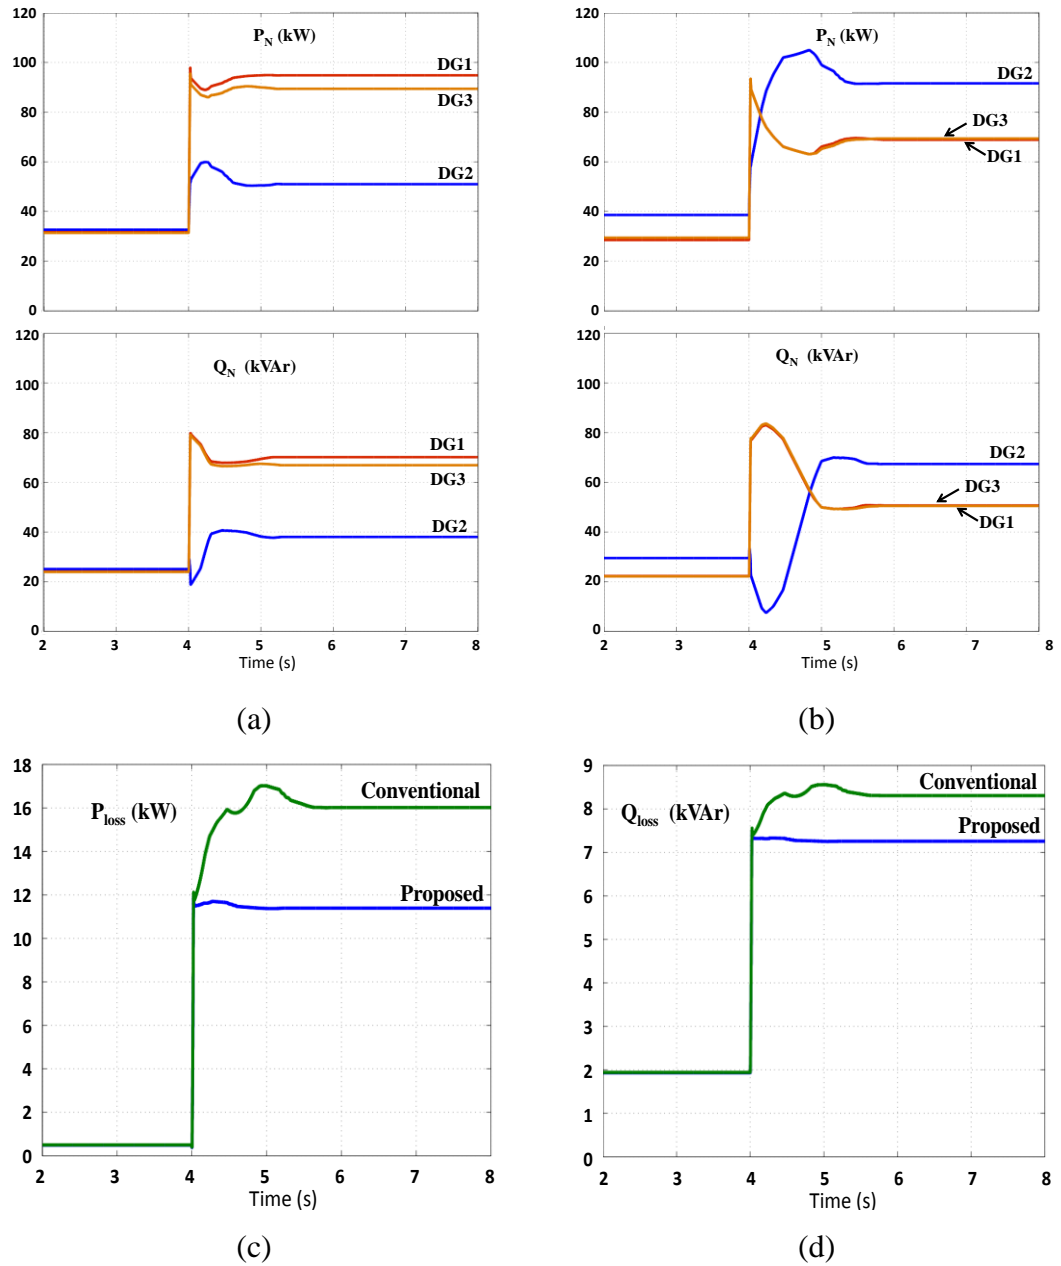 120
P_N (kW)
100
DG1
80
DG3
60
DG2
40
20
0
120
Q_N (kVAr)
100
80
DG1
60
DG3
40
DG2
20
0
2 3 4 5 6 7 8
Time (s)
(a)
120
P_N (kW)
100
DG2
80
DG3
60
DG1
40
20
0
120
Q_N (kVAr)
100
80
DG2
60
DG3
40
DG1
20
0
2 3 4 5 6 7 8
Time (s)
(b)
18
Conventional
16
P_loss (kW)
14
12
Proposed
10
8
6
4
2
0
2 3 4 5 6 7 8
Time (s)
(c)
9
Conventional
8
Q_loss (kVAr)
Proposed
7
6
5
4
3
2
1
0
2 3 4 5 6 7 8
Time (s)
(d)